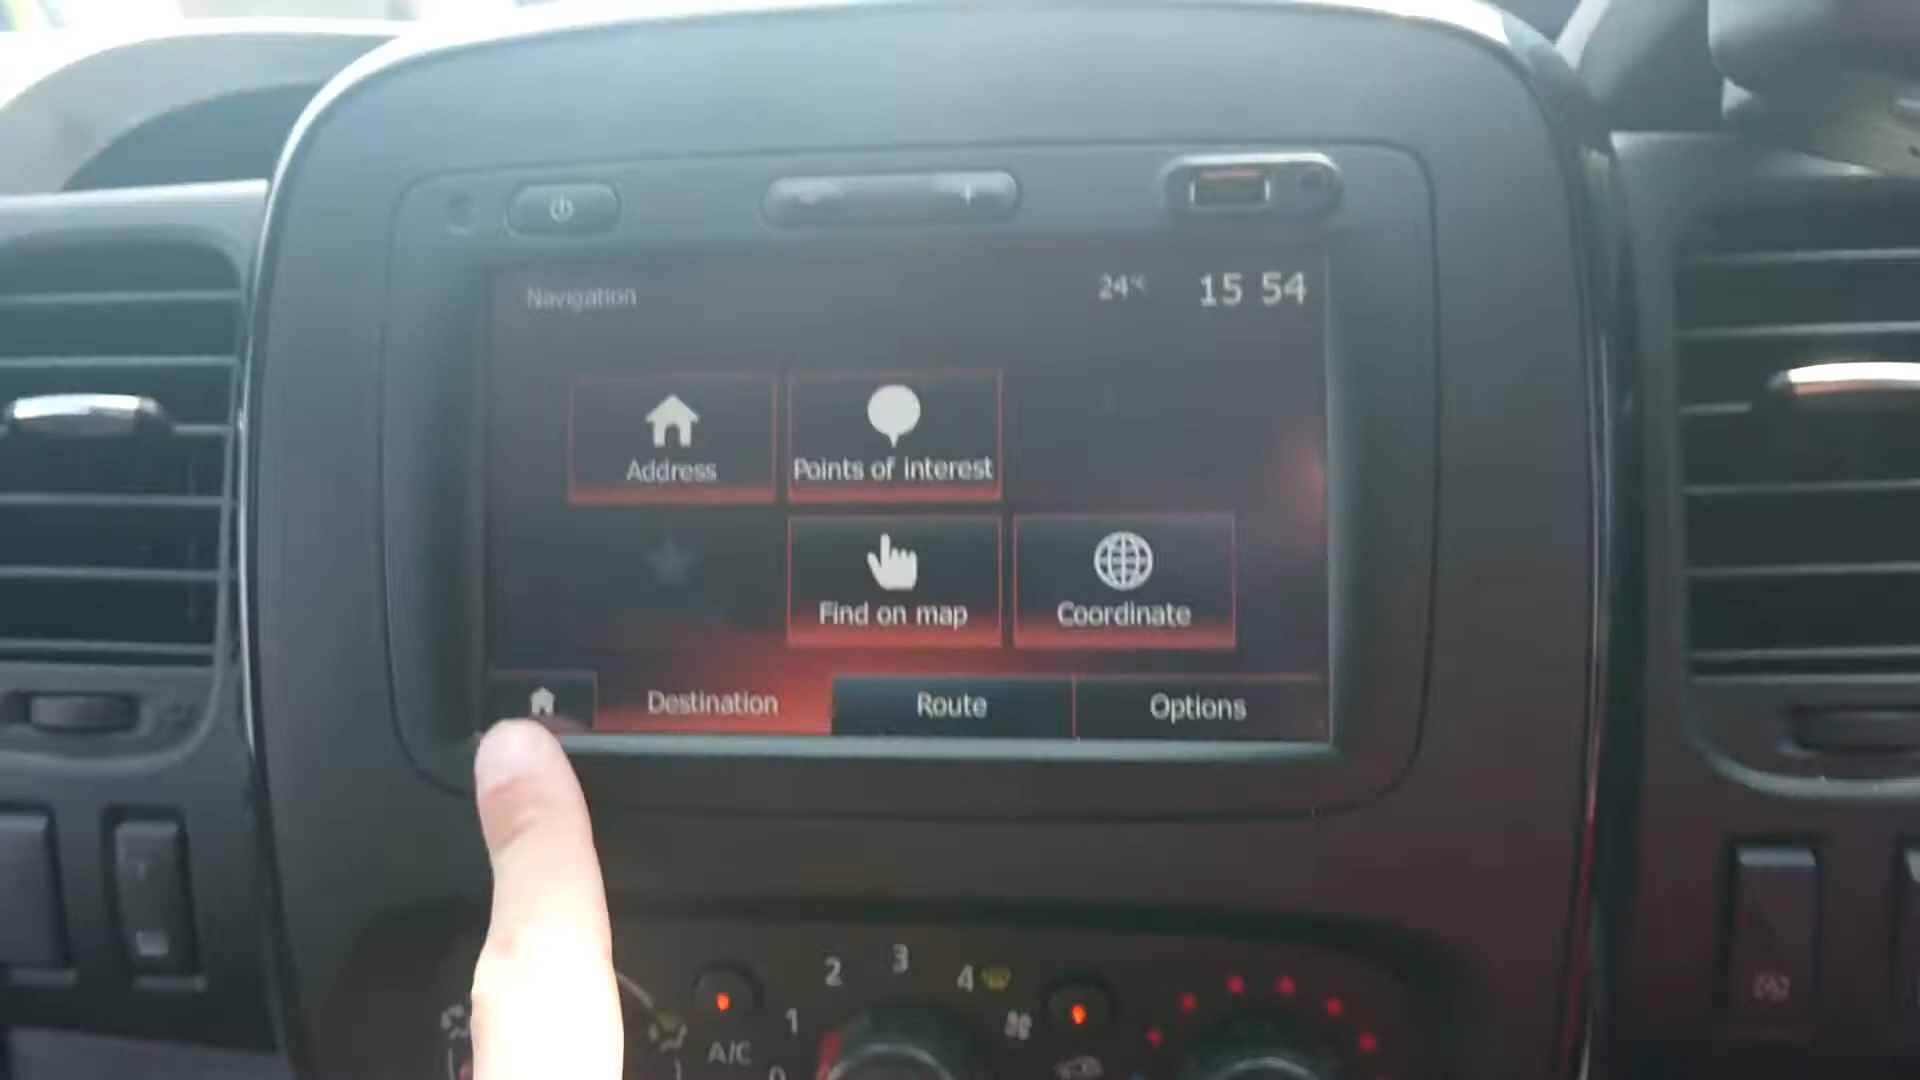 Navigation
24°C
15 54
Address
Points of interest
Find on map
Coordinate
Destination
Route
Options
0
1
2
3
4
A/C